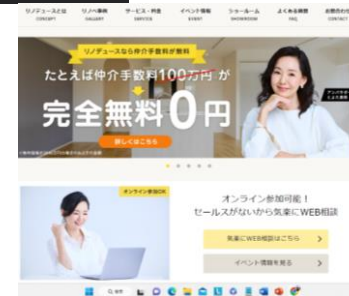 リノデュースとは リノベ事例 サービス・料金 イベント情報 ショールーム よくある質問 お問合わせ
CONCEPT GALLERY SERVICE EVENT SHOWROOM FAQ CONTACT
リノデュースなら仲介手数料が無料
たとえば仲介手数料100万円 が
完全無料0円
詳しくはこちら
オンライン参加OK
オンライン参加可能！
セールスがないから気楽にWEB相談
気楽にWEB相談はこちら
イベント情報を見る